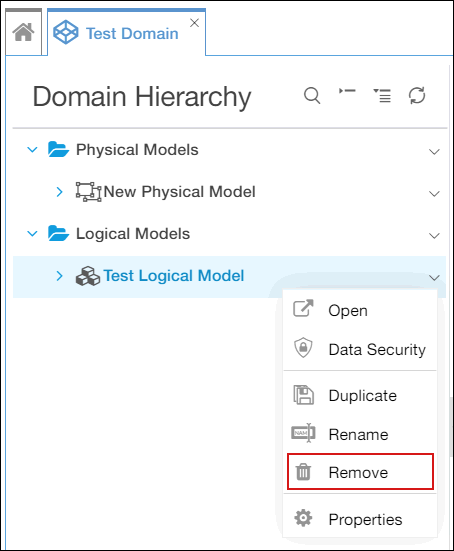 Test Domain
Domain Hierarchy
Physical Models
New Physical Model
Logical Models
Test Logical Model
Open
Data Security
Duplicate
NAM
Rename
Remove
Properties